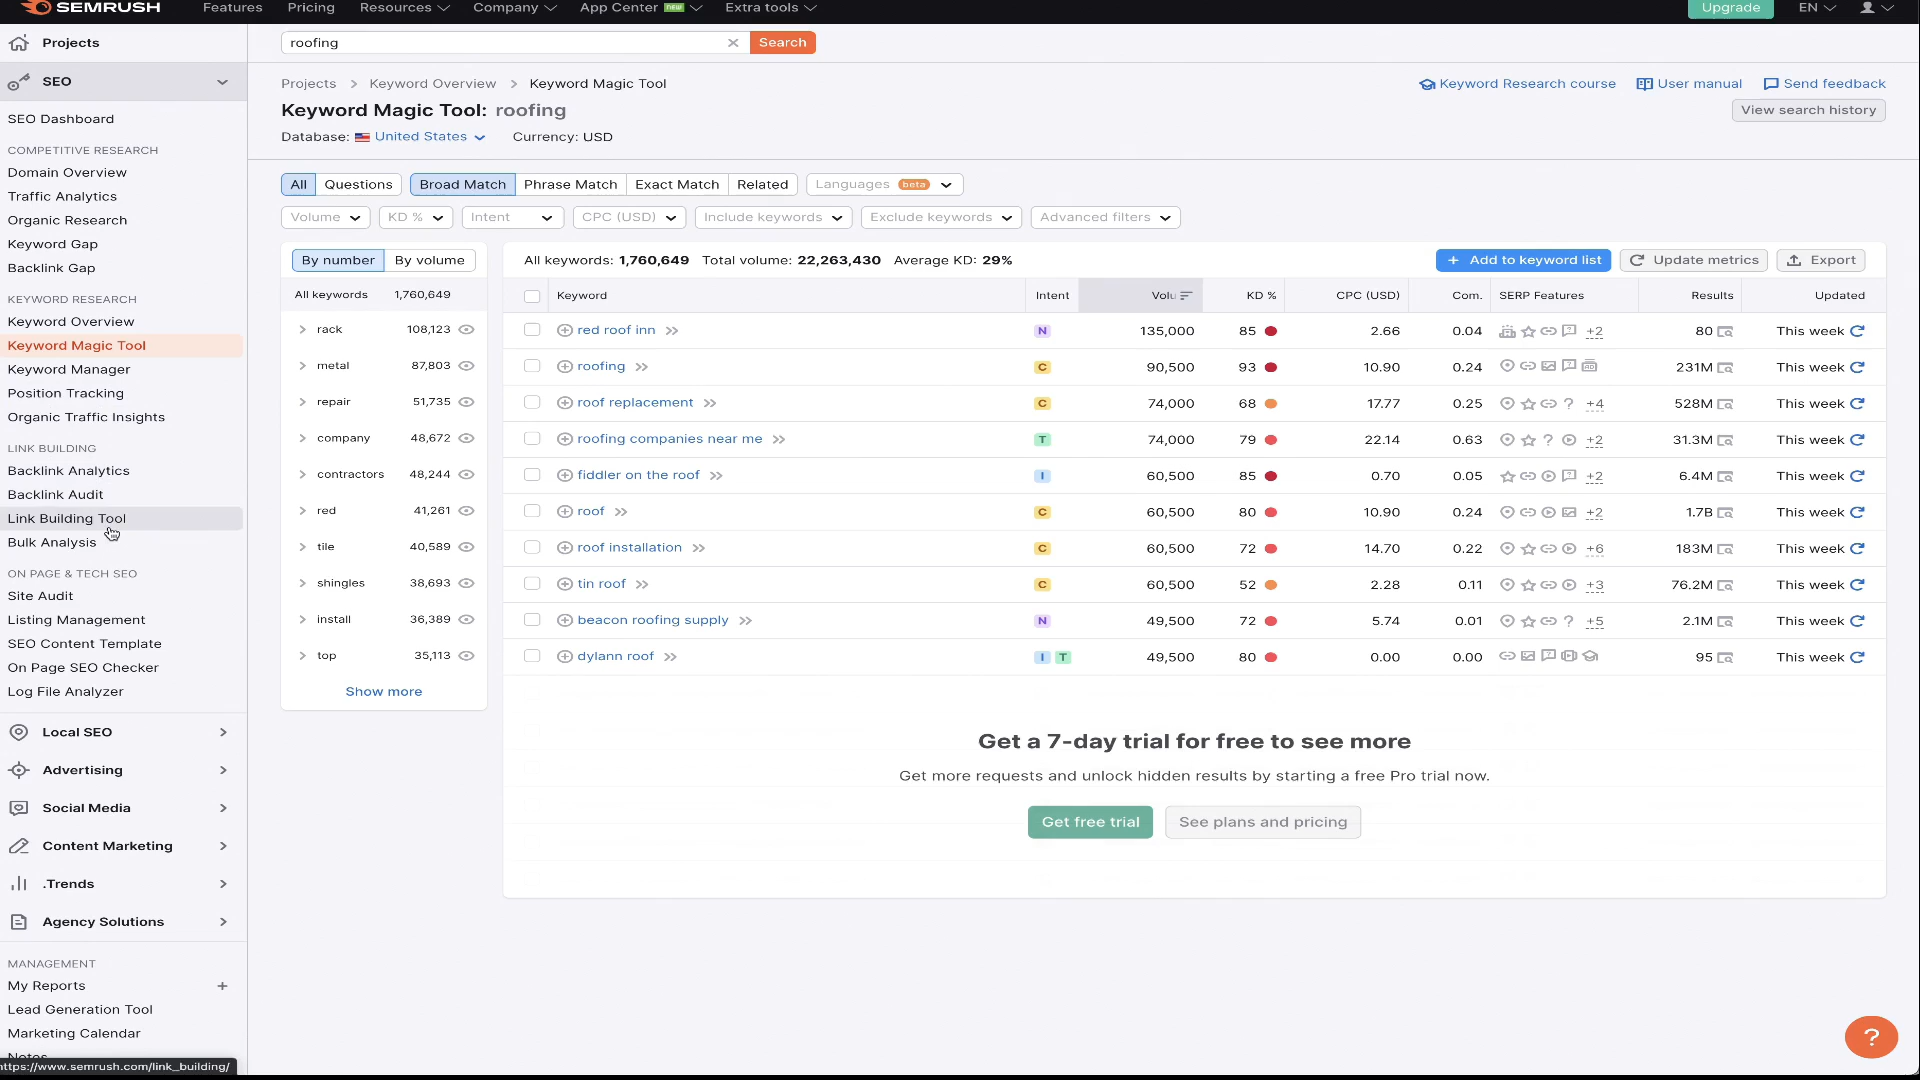 SEMRUSH Features Pricing Resources Company App Center NEW Extra tools Upgrade EN
Projects
SEO
SEO Dashboard
COMPETITIVE RESEARCH
Domain Overview
Traffic Analytics
Organic Research
Keyword Gap
Backlink Gap
KEYWORD RESEARCH
Keyword Overview
Keyword Magic Tool
Keyword Manager
Position Tracking
Organic Traffic Insights
LINK BUILDING
Backlink Analytics
Backlink Audit
Link Building Tool
Bulk Analysis
ON PAGE & TECH SEO
Site Audit
Listing Management
SEO Content Template
On Page SEO Checker
Log File Analyzer
Local SEO
Advertising
Social Media
Content Marketing
.Trends
Agency Solutions
MANAGEMENT
My Reports +
Lead Generation Tool
Marketing Calendar
Notes
https://www.semrush.com/link_building/
roofing Search
Projects > Keyword Overview > Keyword Magic Tool Keyword Research course User manual Send feedback
Keyword Magic Tool: roofing View search history
Database: United States Currency: USD
All Questions Broad Match Phrase Match Exact Match Related Languages beta
Volume KD % Intent CPC (USD) Include keywords Exclude keywords Advanced filters
By number By volume
All keywords 1,760,649
rack 108,123
metal 87,803
repair 51,735
company 48,672
contractors 48,244
red 41,261
tile 40,589
shingles 38,693
install 36,389
top 35,113
Show more
All keywords: 1,760,649 Total volume: 22,263,430 Average KD: 29% + Add to keyword list Update metrics Export
Keyword Intent Volu KD % CPC (USD) Com. SERP Features Results Updated
red roof inn N 135,000 85 2.66 0.04 +2 80 This week
roofing C 90,500 93 10.90 0.24 231M This week
roof replacement C 74,000 68 17.77 0.25 +4 528M This week
roofing companies near me T 74,000 79 22.14 0.63 +2 31.3M This week
fiddler on the roof I 60,500 85 0.70 0.05 +2 6.4M This week
roof C 60,500 80 10.90 0.24 +2 1.7B This week
roof installation C 60,500 72 14.70 0.22 +6 183M This week
tin roof C 60,500 52 2.28 0.11 +3 76.2M This week
beacon roofing supply N 49,500 72 5.74 0.01 +5 2.1M This week
dylann roof I T 49,500 80 0.00 0.00 95 This week
Get a 7-day trial for free to see more
Get more requests and unlock hidden results by starting a free Pro trial now.
Get free trial See plans and pricing
?